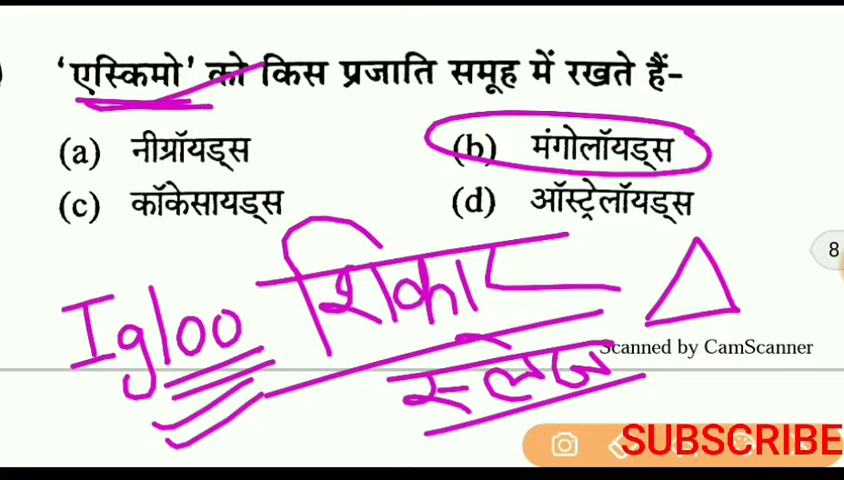 'एस्किमो' को किस प्रजाति समूह में रखते हैं-
(a) नीग्रॉयड्स (b) मंगोलॉयड्स
(c) कॉकेसायड्स (d) ऑस्ट्रेलॉयड्स
Igloo शिकार
8
Scanned by CamScanner
स्लेज
SUBSCRIBE